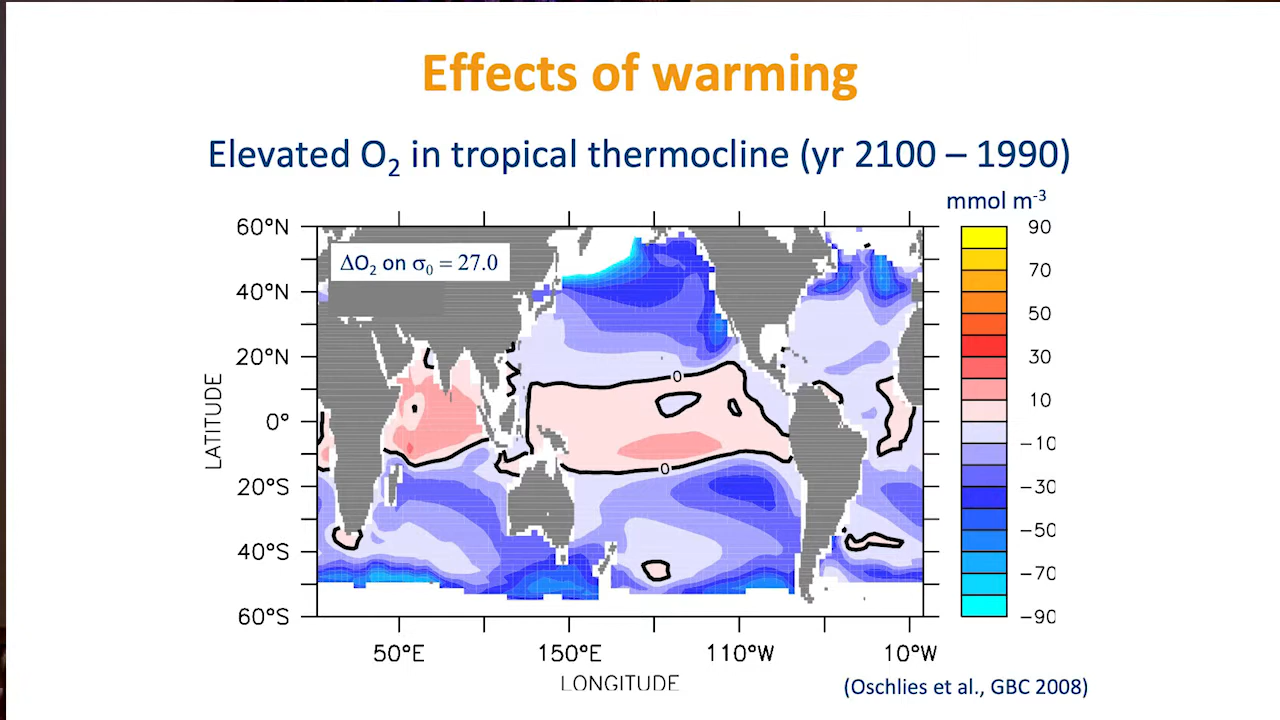 Effects of warming
Elevated O₂ in tropical thermocline (yr 2100 – 1990)
mmol m⁻³
ΔO₂ on σ₀ = 27.0
60°N
40°N
20°N
0°
20°S
40°S
60°S
LATITUDE
0
0
50°E
150°E
110°W
10°W
LONGITUDE
90
70
50
30
10
−10
−30
−50
−70
−90
(Oschlies et al., GBC 2008)